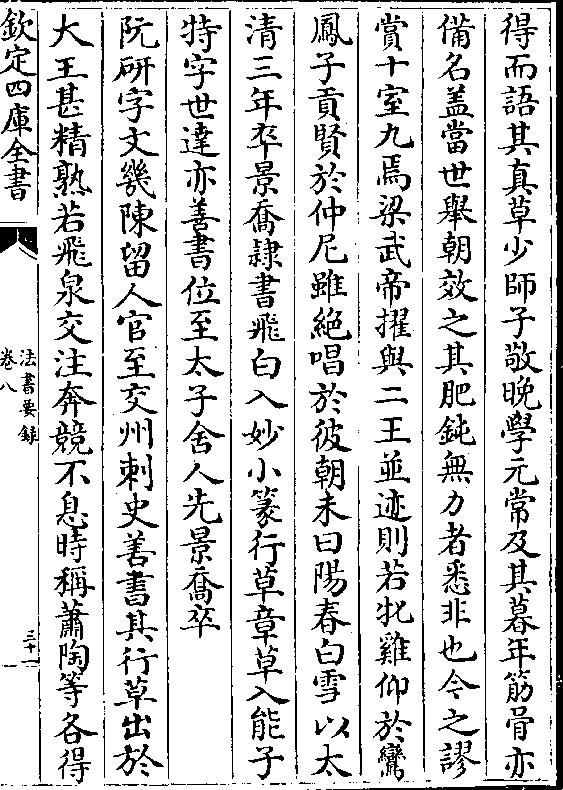 得而語其真草少師子敬晚學元常及其暮年筋骨亦
備名盖當世舉朝效之其肥鈍無力者悉非也今之謬
賞十室九焉梁武帝擢與二王並迹則若牝雞仰於鸞
鳳子貢賢於仲尼雖絶唱於彼朝未曰陽春白雪以太
清三年卒景喬隷書飛白入妙小篆行草章草入能子
特字世達亦善書位至太子舍人先景喬卒
阮研字文幾陳留人官至交州刺史善書其行草出於
大王甚精熟若飛泉交注奔競不息時稱蕭陶等各得
欽定四庫全書
法書要録
卷八
三十一